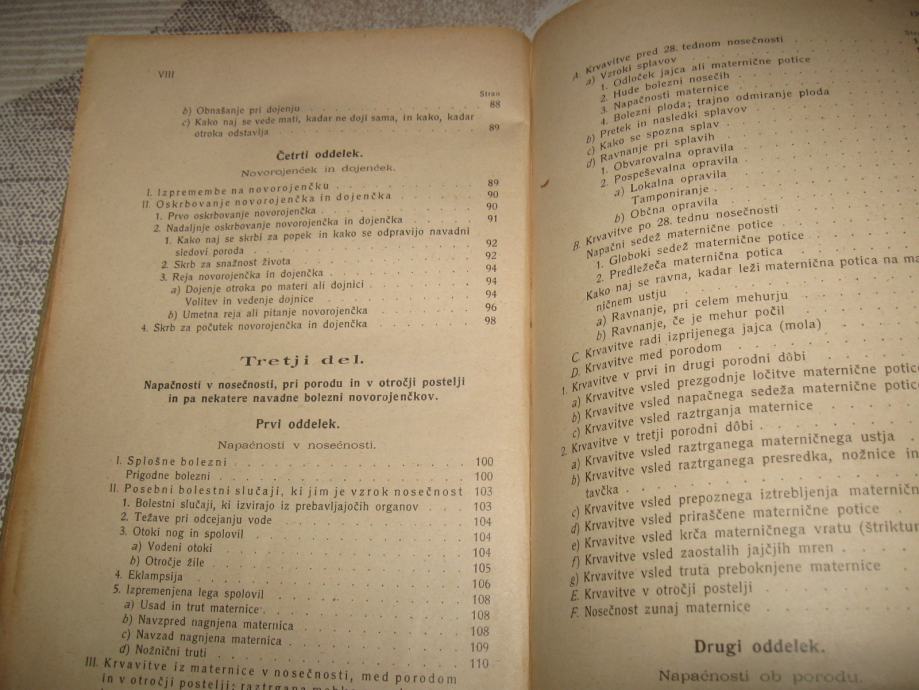 VIII
Stran
b) Obnašanje pri dojenju 88
c) Kako naj se vede mati, kadar ne doji sama, in kako, kadar
otroka odstavlja 89
Četrti oddelek.
Novorojenček in dojenček.
I. Izpremembe na novorojenčku 89
II. Oskrbovanje novorojenčka in dojenčka 90
1. Prvo oskrbovanje novorojenčka 90
2. Nadaljnje oskrbovanje novorojenčka in dojenčka 91
1. Kako naj se skrbi za popek in kako se odpravijo navadni
sledovi poroda 92
2. Skrb za snažnost života 92
3. Reja novorojenčka in dojenčka 94
a) Dojenje otroka po materi ali dojnici 94
Volitev in vedenje dojnice 94
b) Umetna reja ali pitanje novorojenčka 96
4. Skrb za počutek novorojenčka in dojenčka 98
Tretji del.
Napačnosti v nosečnosti, pri porodu in v otročji postelji
in pa nekatere navadne bolezni novorojenčkov.
Prvi oddelek.
Napačnosti v nosečnosti.
I. Splošne bolezni 100
Prigodne bolezni 100
II. Posebni bolestni slučaji, ki jim je vzrok nosečnost 103
1. Bolestni slučaji, ki izvirajo iz prebavljajočih organov 103
2. Težave pri odcejanju vode 104
3. Otoki nog in spolovil 104
a) Vodeni otoki 104
b) Otročje žile 105
4. Eklampsija 106
5. Izpremenjena lega spolovil 108
a) Usad in trut maternice 108
b) Navzpred nagnjena maternica 108
c) Navzad nagnjena maternica 109
d) Nožnični truti 110
III. Krvavitve iz maternice v nosečnosti, med porodom
in v otročji postelji; raztrgana
A. Krvavitve pred 28. tednom nosečnosti
a) Vzroki splavov
1. Odloček jajca ali maternične potice
2. Hude bolezni nosečih
3. Napačnosti maternice
4. Bolezni ploda; trajno odmiranje ploda
b) Pretek in nasledki splavov
c) Kako se spozna splav
d) Ravnanje pri splavih
1. Obvarovalna opravila
2. Pospeševalna opravila
a) Lokalna opravila
Tamponiranje
b) Občna opravila
B. Krvavitve po 28. tednu nosečnosti
Napačni sedež maternične potice
1. Globoki sedež maternične potice
2. Predležeča maternična potica
Kako naj se ravna, kadar leži maternična potica na
ničnem ustju
a) Ravnanje, pri celem mehurju
b) Ravnanje, če je mehur počil
C. Krvavitve radi izprijenega jajca (mola)
D. Krvavitve med porodom
1. Krvavitve v prvi in drugi porodni dôbi
a) Krvavitve vsled prezgodnje ločitve maternične
b) Krvavitve vsled napačnega sedeža maternične
c) Krvavitve vsled raztrganja maternice
2. Krvavitve v tretji porodni dôbi
a) Krvavitve vsled raztrganega materničnega ustja
b) Krvavitve vsled raztrganega presredka, nožnice in
tavčka
c) Krvavitve vsled prepoznega iztrebljenja
d) Krvavitve vsled priraščene maternične potice
e) Krvavitve vsled krča materničnega vratu
f) Krvavitve vsled zaostalih jajčjih mren
g) Krvavitve vsled truta preboknjene maternice
E. Krvavitve v otročji postelji
F. Nosečnost zunaj maternice
Drugi oddelek.
Napačnosti ob porodu.